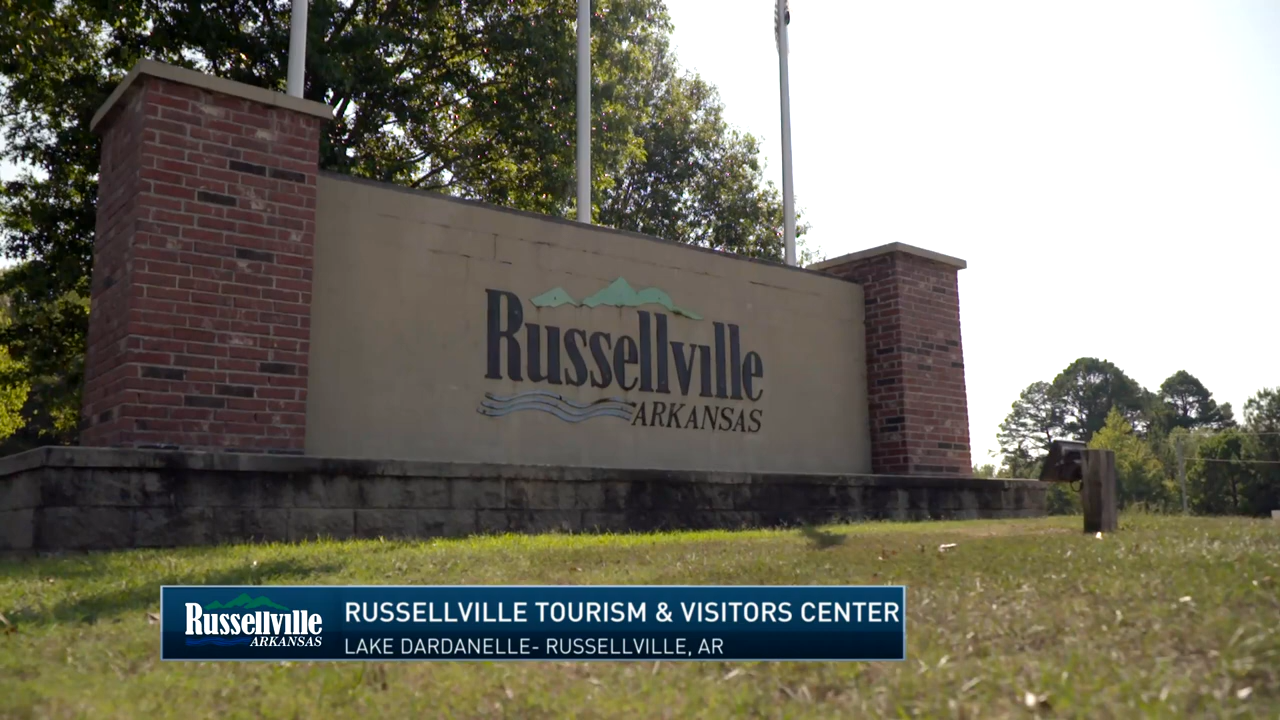 Russellville
ARKANSAS
Russellville
ARKANSAS
RUSSELLVILLE TOURISM & VISITORS CENTER
LAKE DARDANELLE- RUSSELLVILLE, AR